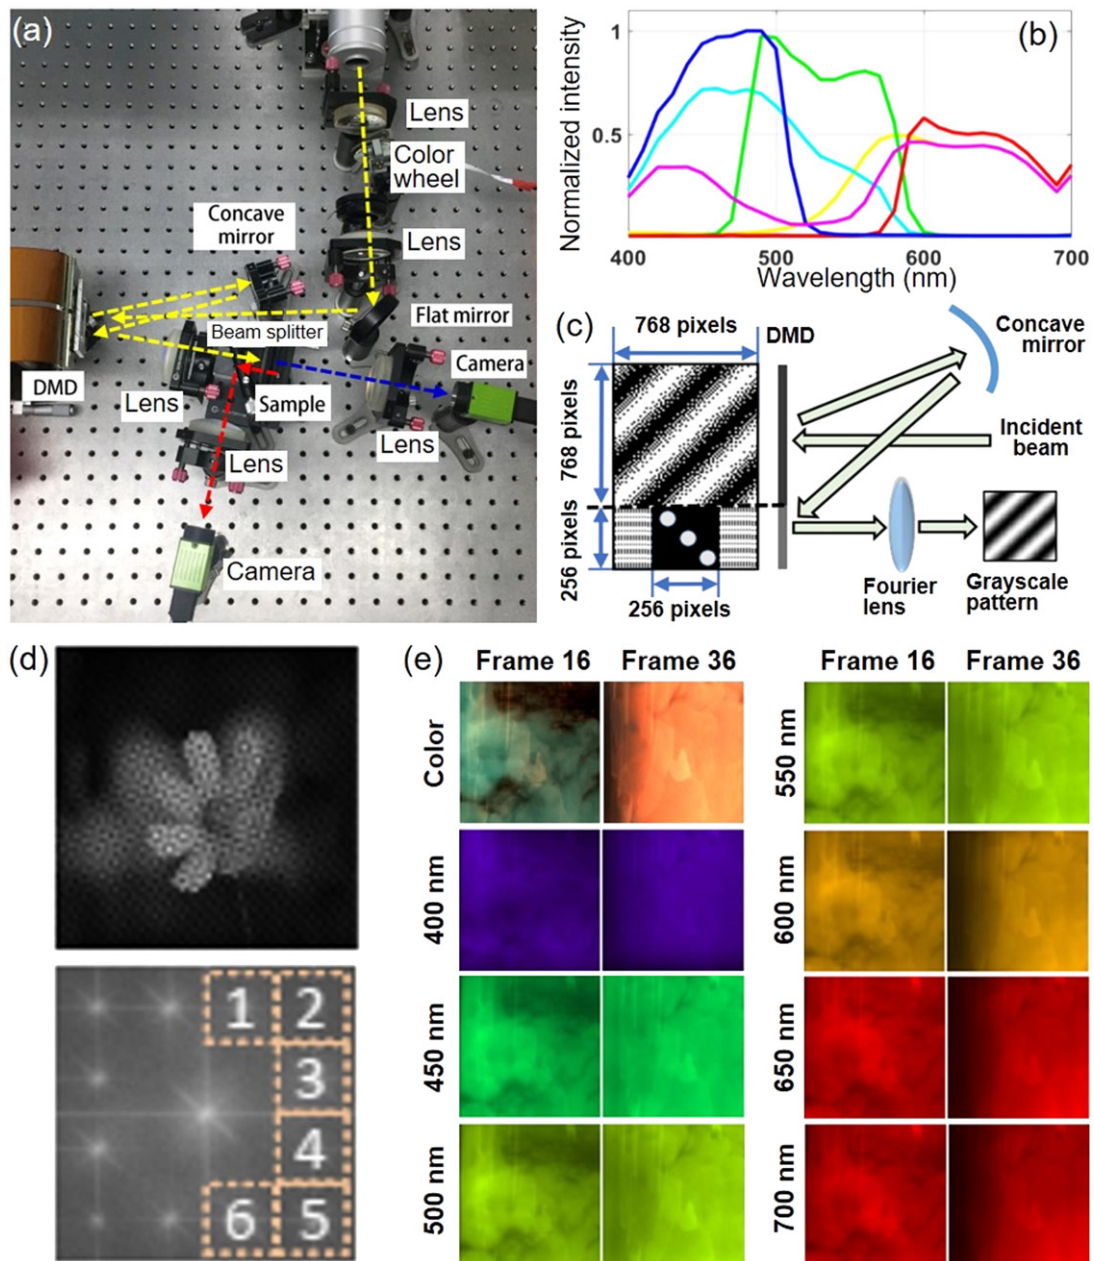 (a)
Lens
Color
wheel
Concave
mirror
Lens
Beam splitter
Flat mirror
Camera
DMD
Lens
Sample
Lens
Lens
Camera
(b)
Normalized intensity
1
0.5
400
500
600
700
Wavelength (nm)
(c)
768 pixels
DMD
768 pixels
256 pixels
256 pixels
Concave
mirror
Incident
beam
Fourier
lens
Grayscale
pattern
(d)
1
2
3
4
6
5
(e)
Frame 16
Frame 36
Frame 16
Frame 36
Color
400 nm
450 nm
500 nm
550 nm
600 nm
650 nm
700 nm